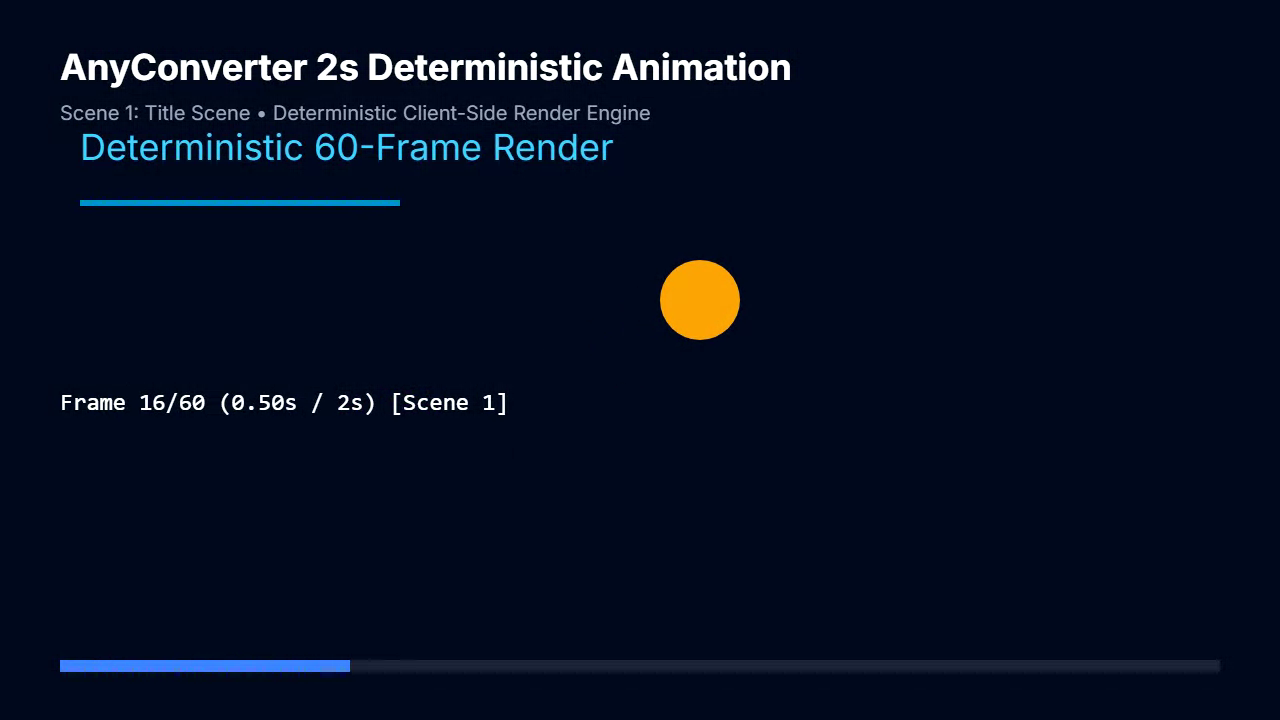 AnyConverter 2s Deterministic Animation
Scene 1: Title Scene • Deterministic Client-Side Render Engine
Deterministic 60-Frame Render
Frame 16/60 (0.50s / 2s) [Scene 1]